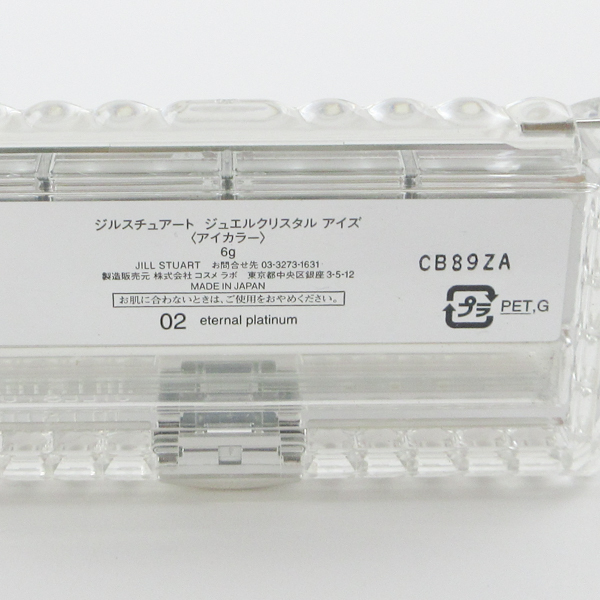 ジルスチュアート ジュエルクリスタル アイズ
〈アイカラー〉
6g
JILL STUART お問合せ先 03-3273-1631
製造販売元 株式会社コスメ ラボ 東京都中央区銀座 3-5-12
MADE IN JAPAN
お肌に合わないときは、ご使用をおやめください。
02 eternal platinum
CB89ZA
プラ PET,G